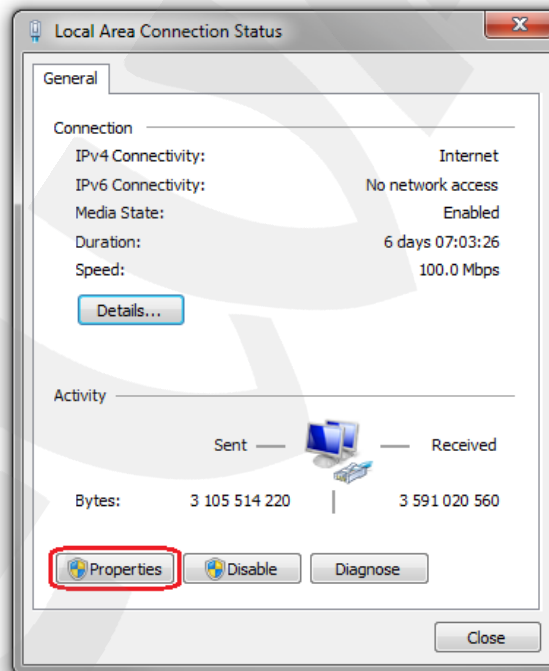 Local Area Connection Status
General
Connection
IPv4 Connectivity: Internet
IPv6 Connectivity: No network access
Media State: Enabled
Duration: 6 days 07:03:26
Speed: 100.0 Mbps
Details...
Activity
Sent Received
Bytes: 3 105 514 220 3 591 020 560
Properties Disable Diagnose
Close